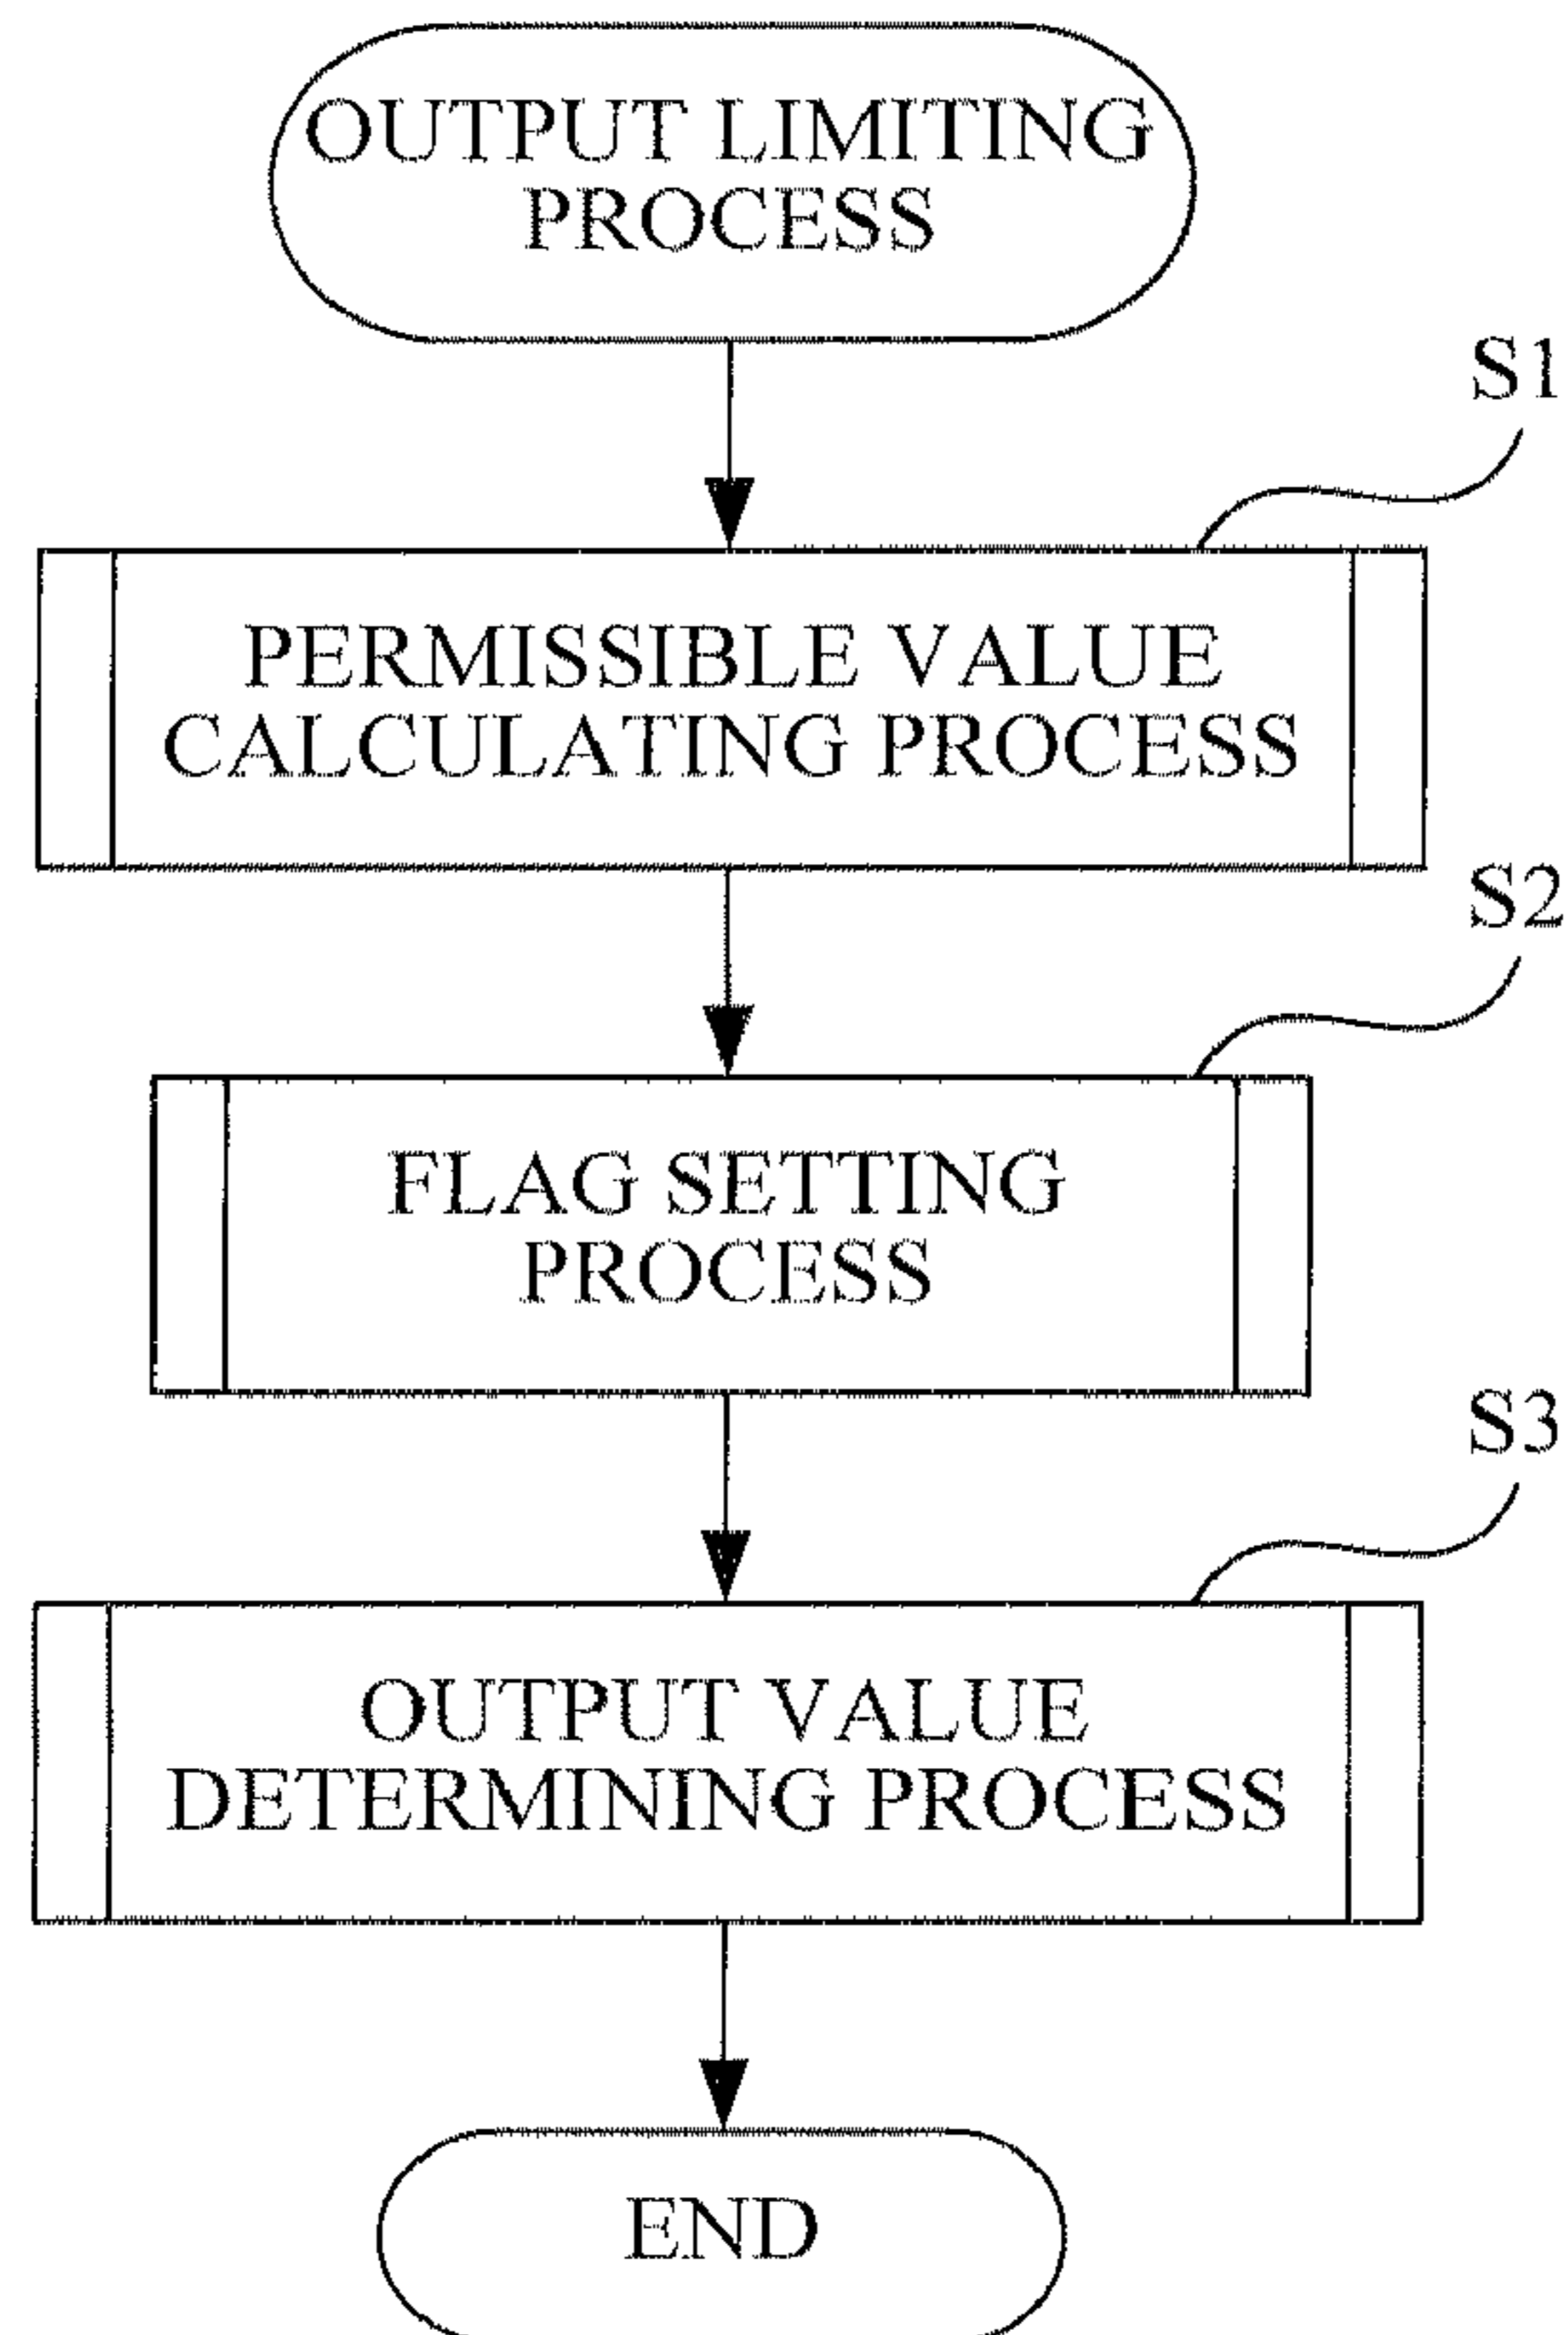 OUTPUT LIMITING
PROCESS
S1
PERMISSIBLE VALUE
CALCULATING PROCESS
S2
FLAG SETTING
PROCESS
S3
OUTPUT VALUE
DETERMINING PROCESS
END